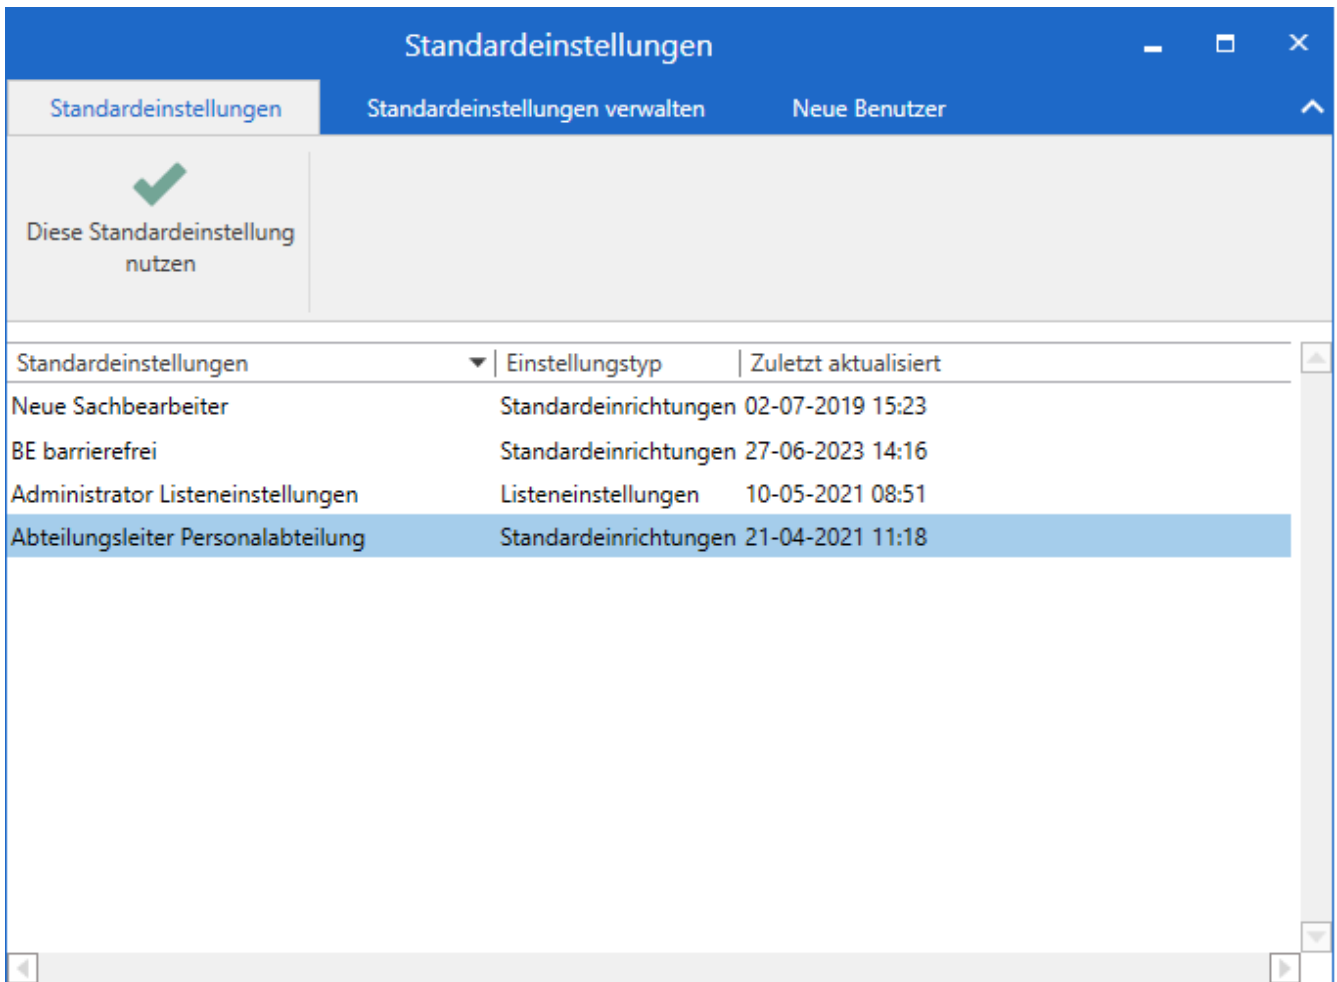 Standardeinstellungen
Standardeinstellungen Standardeinstellungen verwalten Neue Benutzer
Diese Standardeinstellung
nutzen
Standardeinstellungen Einstellungstyp Zuletzt aktualisiert
Neue Sachbearbeiter Standardeinrichtungen 02-07-2019 15:23
BE barrierefrei Standardeinrichtungen 27-06-2023 14:16
Administrator Listeneinstellungen Listeneinstellungen 10-05-2021 08:51
Abteilungsleiter Personalabteilung Standardeinrichtungen 21-04-2021 11:18